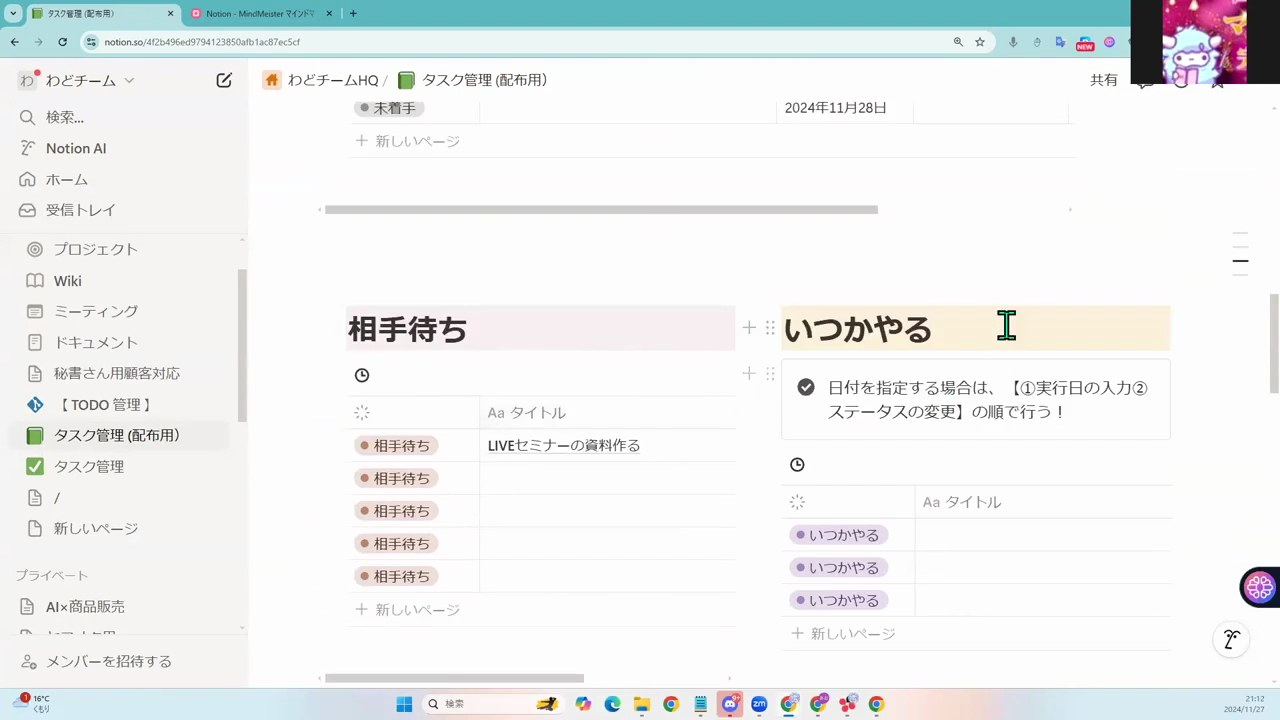 タスク管理 (配布用)
Notion - MindMeister マインドマ
notion.so/4f2b496ed9794123850afb1ac87ec5cf
NEW
わ わどチーム
わどチームHQ / タスク管理 (配布用)
共有
検索...
Notion AI
ホーム
受信トレイ
プロジェクト
Wiki
ミーティング
ドキュメント
秘書さん用顧客対応
【 TODO 管理 】
タスク管理 (配布用)
タスク管理
/
新しいページ
プライベート
AI×商品販売
メンバーを招待する
未着手
2024年11月28日
新しいページ
相手待ち
Aa タイトル
相手待ち LIVEセミナーの資料作る
相手待ち
相手待ち
相手待ち
相手待ち
新しいページ
いつかやる
日付を指定する場合は、【①実行日の入力②
ステータスの変更】の順で行う！
Aa タイトル
いつかやる
いつかやる
いつかやる
新しいページ
1
16°C
くもり
検索
21:12
2024/11/27